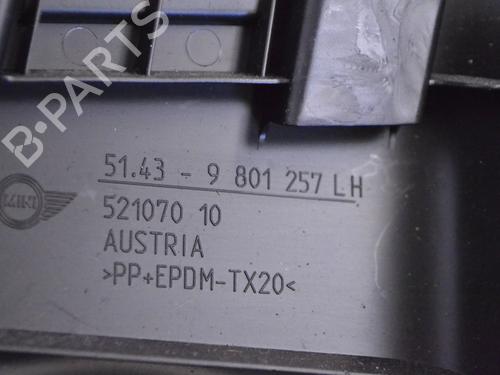 B-PARTS
51.43 - 9 801 257 LH
MINI
521070 10
AUSTRIA
>PP+EPDM-TX20<